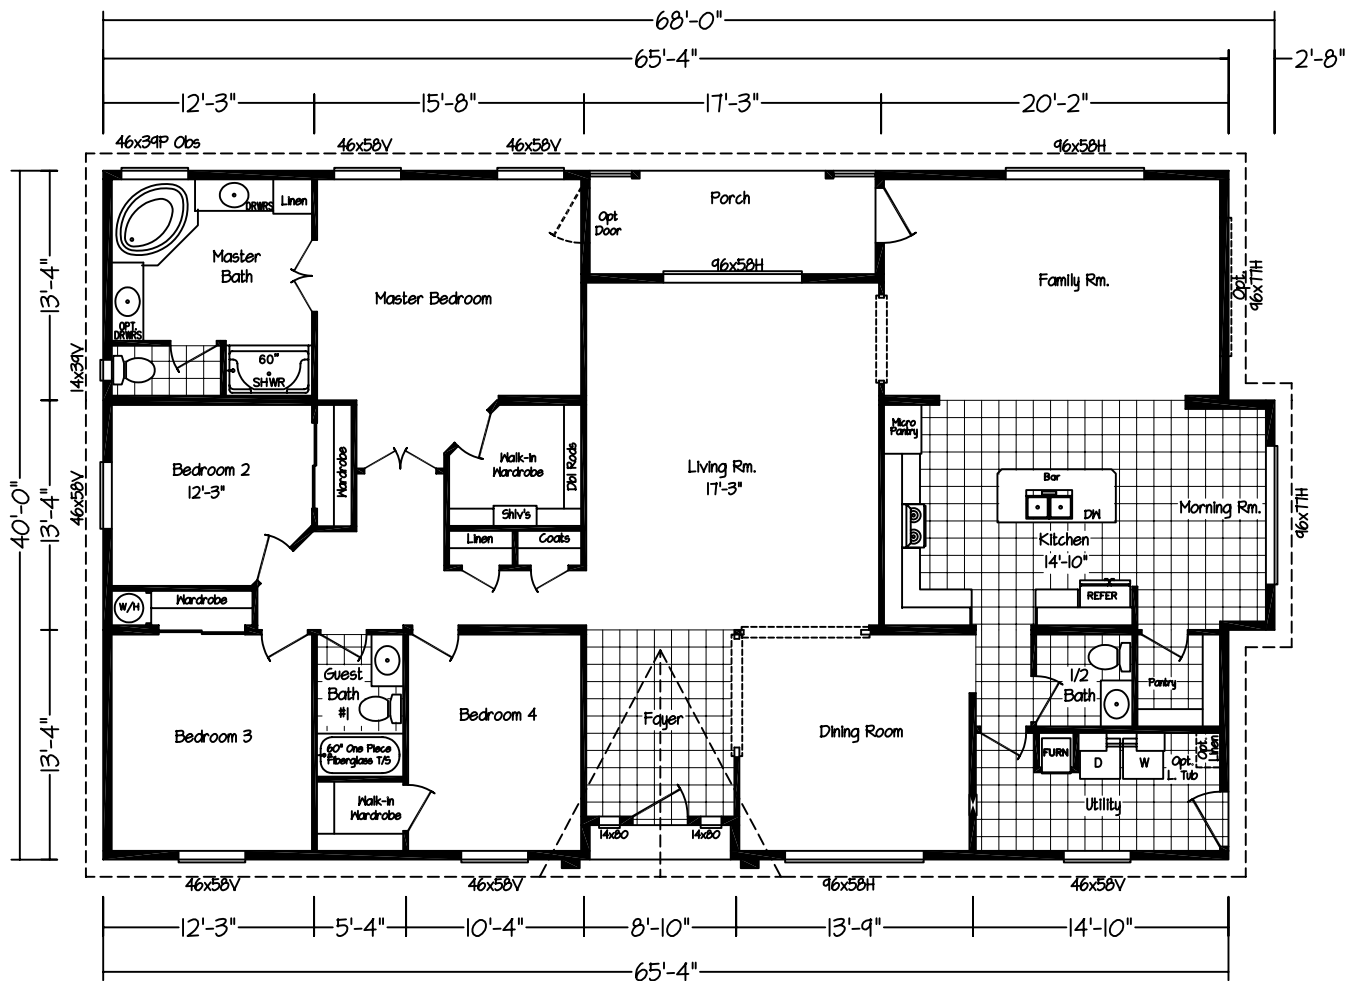 68'-0"
65'-4"
2'-8"
12'-3"
15'-8"
17'-3"
20'-2"
46x39P Obs
46x58V
46x58V
96x58H
DRWRS
Linen
Porch
Opt
Door
Master
Bath
96x58H
Family Rm.
Opt.
96x77H
13'-4"
Master Bedroom
OPT.
DRWRS
14x39V
60"
SHWR
Micro
Pantry
Bedroom 2
12'-3"
Wardrobe
Walk-In
Wardrobe
Dbl Rods
Living Rm.
17'-3"
Bar
DW
Morning Rm.
96x77H
46x58V
40'-0"
13'-4"
Shlv's
Linen
Coats
Kitchen
14'-10"
REFER
W/H
Wardrobe
Guest
Bath
#1
1/2
Bath
Pantry
Bedroom 3
Bedroom 4
Foyer
Dining Room
60" One Piece
Fiberglass T/S
FURN
D
W
Opt.
L. Tub
Opt.
Linen
13'-4"
Walk-In
Wardrobe
Utility
14x80
14x80
46x58V
46x58V
96x58H
46x58V
12'-3"
5'-4"
10'-4"
8'-10"
13'-9"
14'-10"
65'-4"